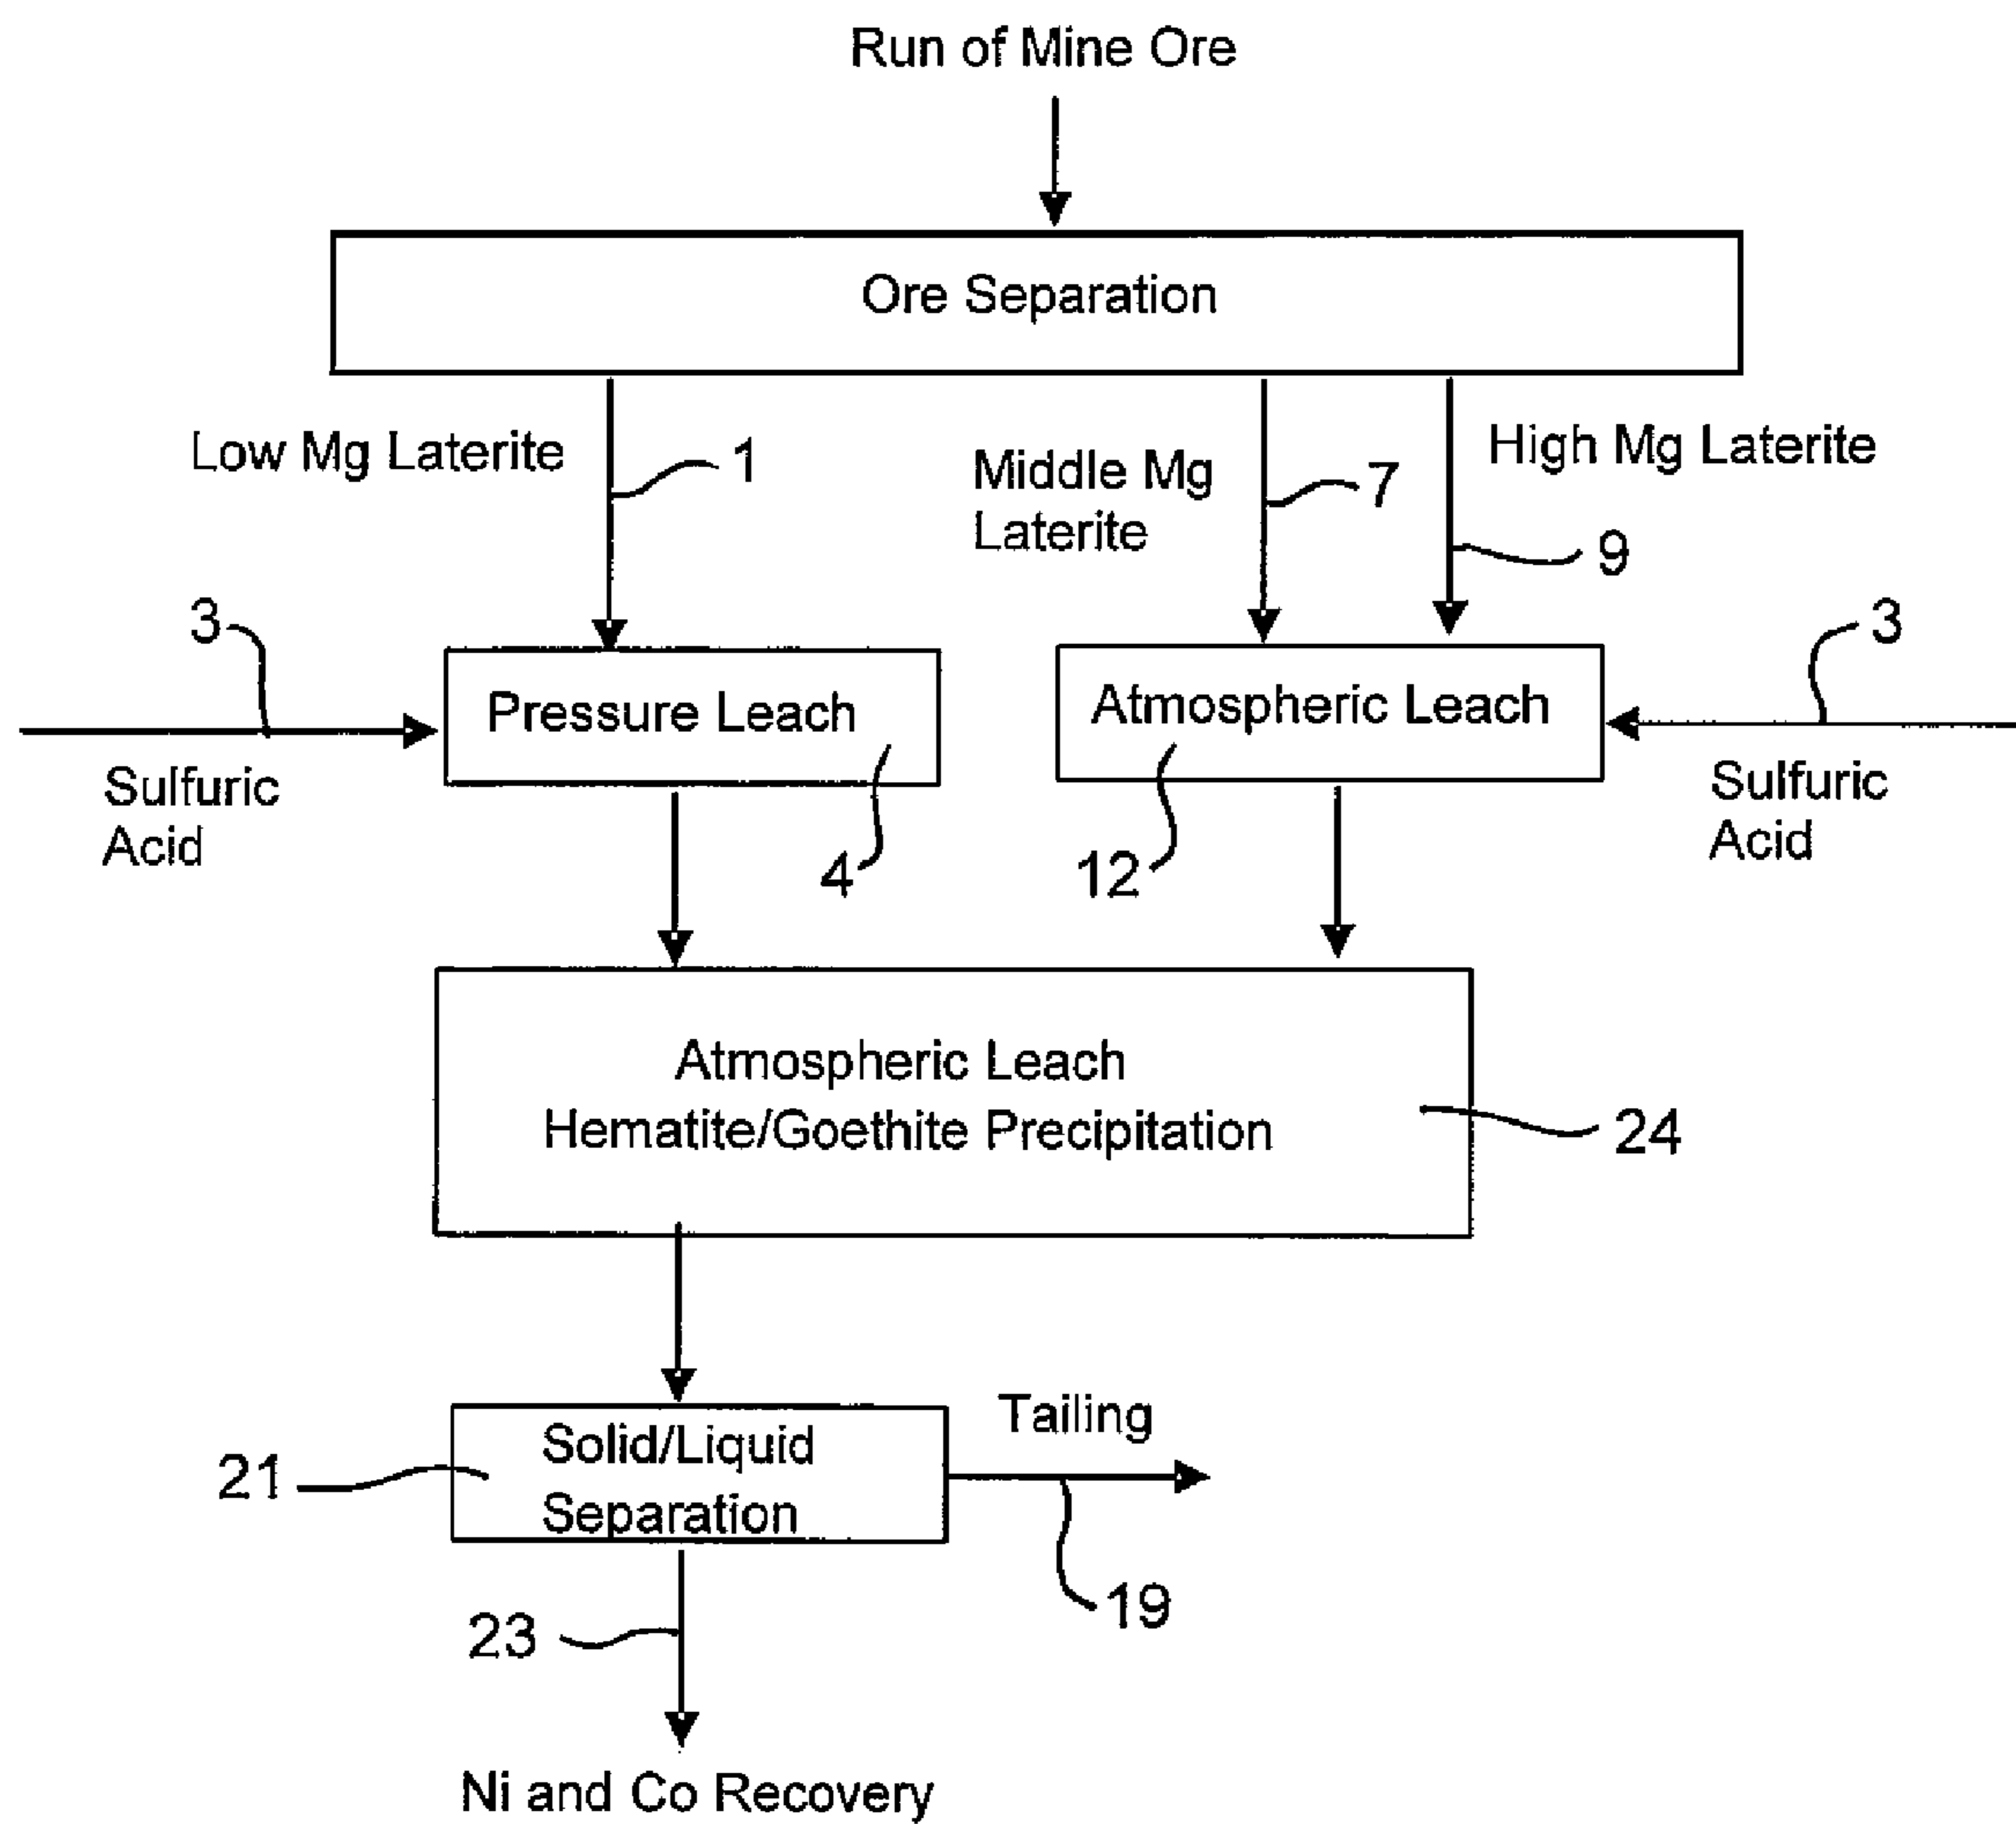 Run of Mine Ore
Ore Separation
Low Mg Laterite
1
Middle Mg
Laterite
7
High Mg Laterite
9
3
Sulfuric
Acid
Pressure Leach
4
Atmospheric Leach
12
3
Sulfuric
Acid
Atmospheric Leach
Hematite/Goethite Precipitation
24
21
Solid/Liquid
Separation
Tailing
19
23
Ni and Co Recovery